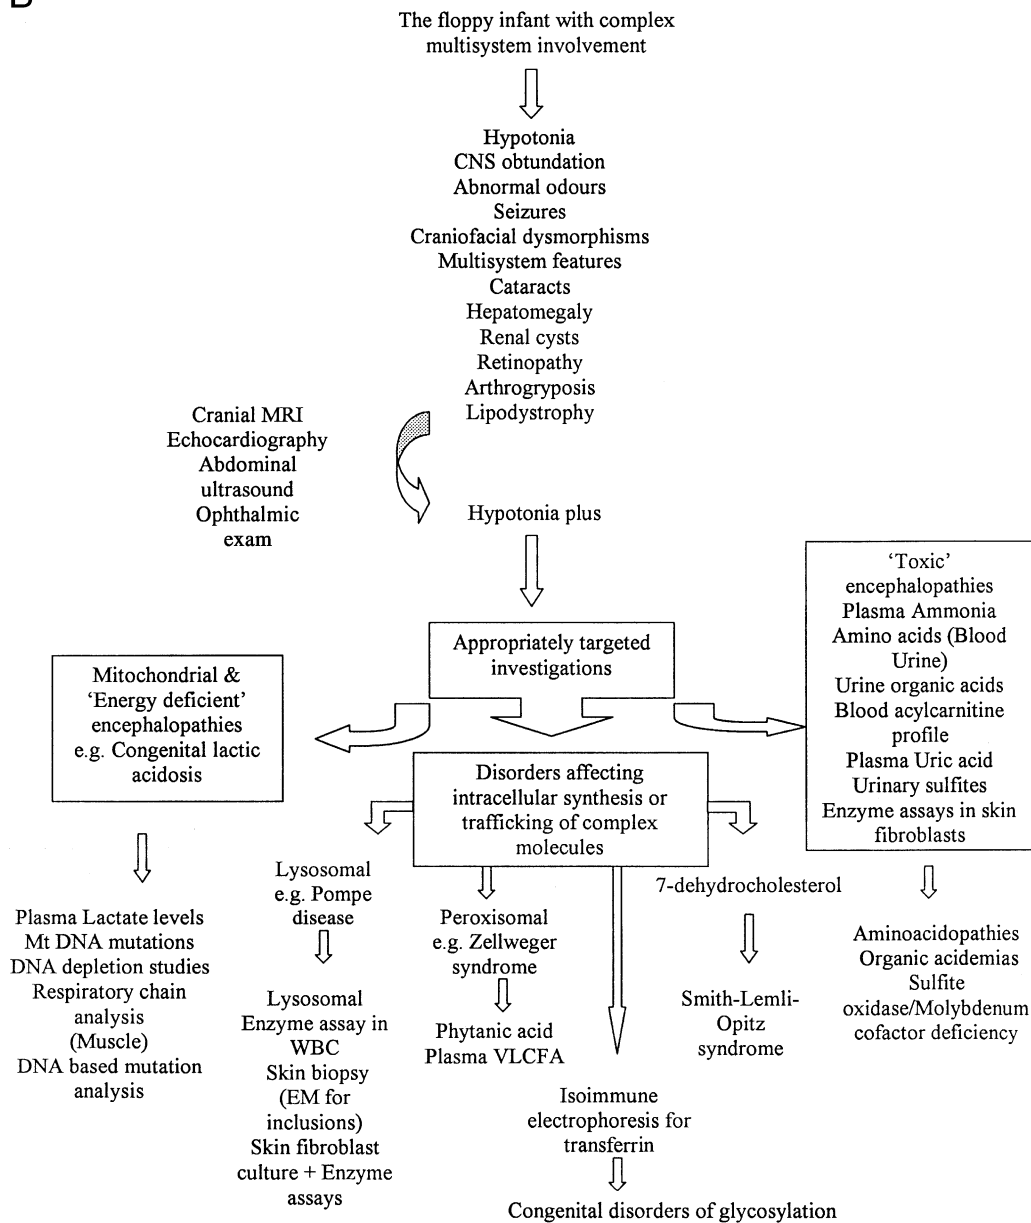 B
The floppy infant with complex
multisystem involvement
Hypotonia
CNS obtundation
Abnormal odours
Seizures
Craniofacial dysmorphisms
Multisystem features
Cataracts
Hepatomegaly
Renal cysts
Retinopathy
Arthrogryposis
Lipodystrophy
Cranial MRI
Echocardiography
Abdominal
ultrasound
Ophthalmic
exam
Hypotonia plus
Appropriately targeted
investigations
Mitochondrial &
‘Energy deficient’
encephalopathies
e.g. Congenital lactic
acidosis
Plasma Lactate levels
Mt DNA mutations
DNA depletion studies
Respiratory chain
analysis
(Muscle)
DNA based mutation
analysis
Disorders affecting
intracellular synthesis or
trafficking of complex
molecules
Lysosomal
e.g. Pompe
disease
Lysosomal
Enzyme assay in
WBC
Skin biopsy
(EM for
inclusions)
Skin fibroblast
culture + Enzyme
assays
Peroxisomal
e.g. Zellweger
syndrome
Phytanic acid
Plasma VLCFA
Isoimmune
electrophoresis for
transferrin
Congenital disorders of glycosylation
7-dehydrocholesterol
Smith-Lemli-
Opitz
syndrome
‘Toxic’
encephalopathies
Plasma Ammonia
Amino acids (Blood
Urine)
Urine organic acids
Blood acylcarnitine
profile
Plasma Uric acid
Urinary sulfites
Enzyme assays in skin
fibroblasts
Aminoacidopathies
Organic acidemias
Sulfite
oxidase/Molybdenum
cofactor deficiency